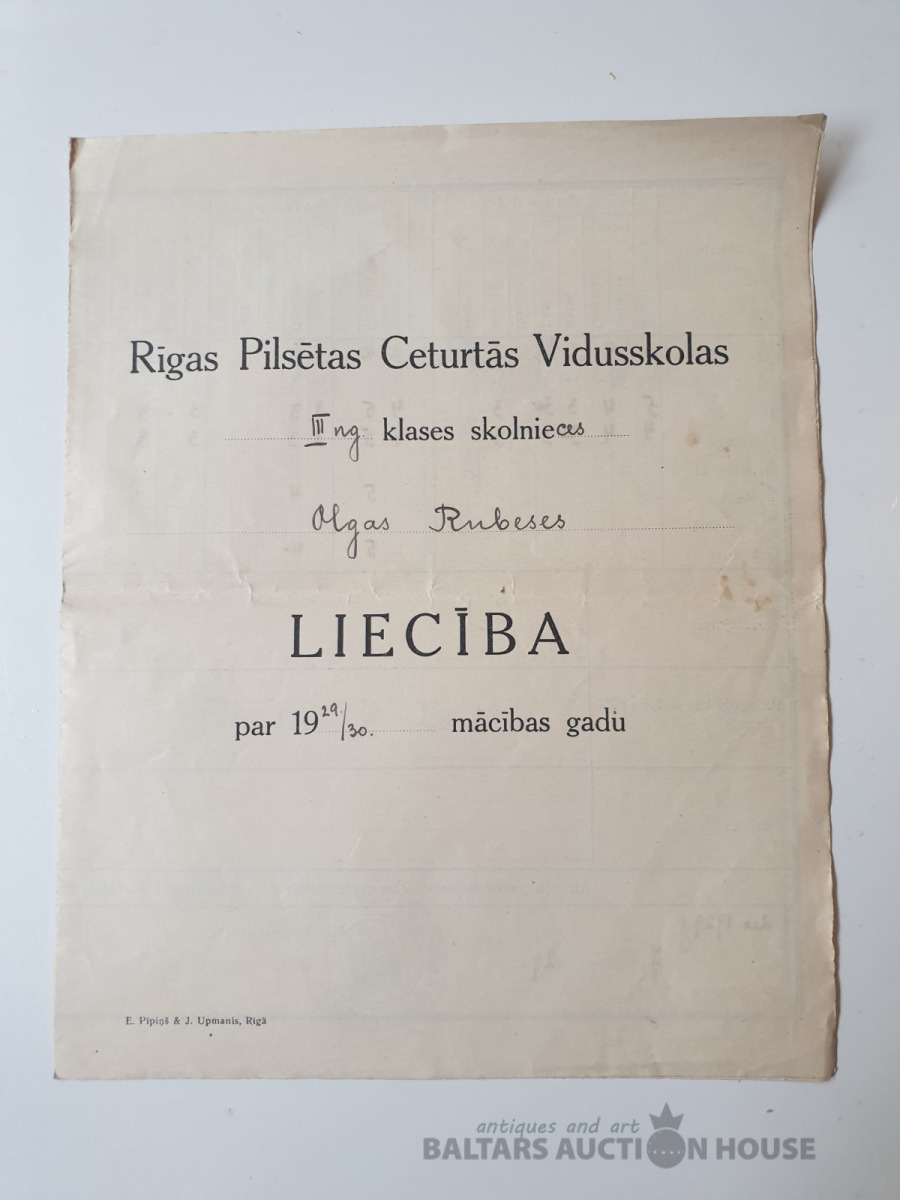 Rīgas Pilsētas Ceturtās Vidusskolas
III ng. klases skolnieces
Olgas Rubeses
LIECĪBA
par 1929./30. mācības gadu
E. Pīpiņš & J. Upmanis, Rīgā
antiques and art
BALTARS AUCTION HOUSE